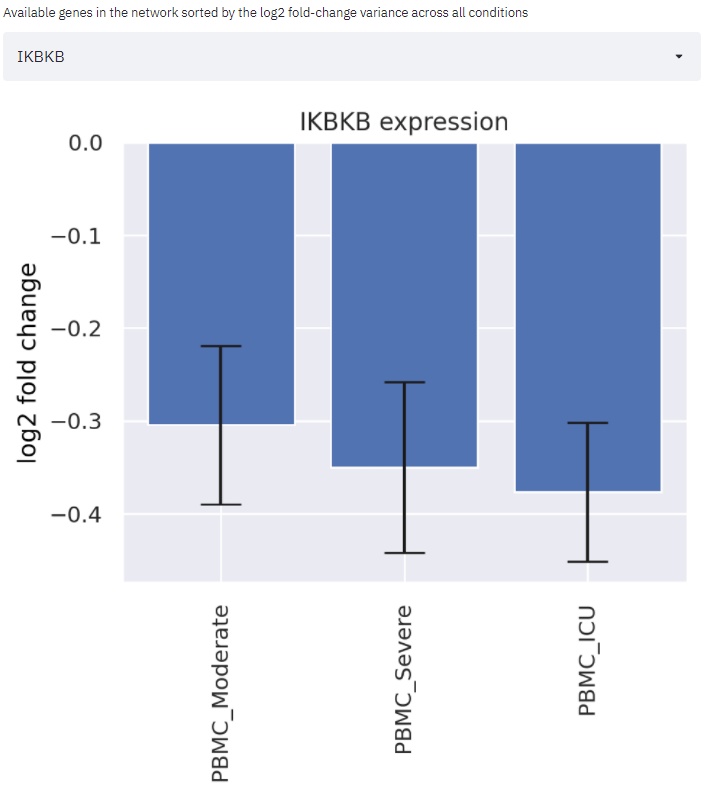 Available genes in the network sorted by the log2 fold-change variance across all conditions
IKBKB
IKBKB expression
0.0
−0.1
−0.2
−0.3
−0.4
log2 fold change
PBMC_Moderate
PBMC_Severe
PBMC_ICU